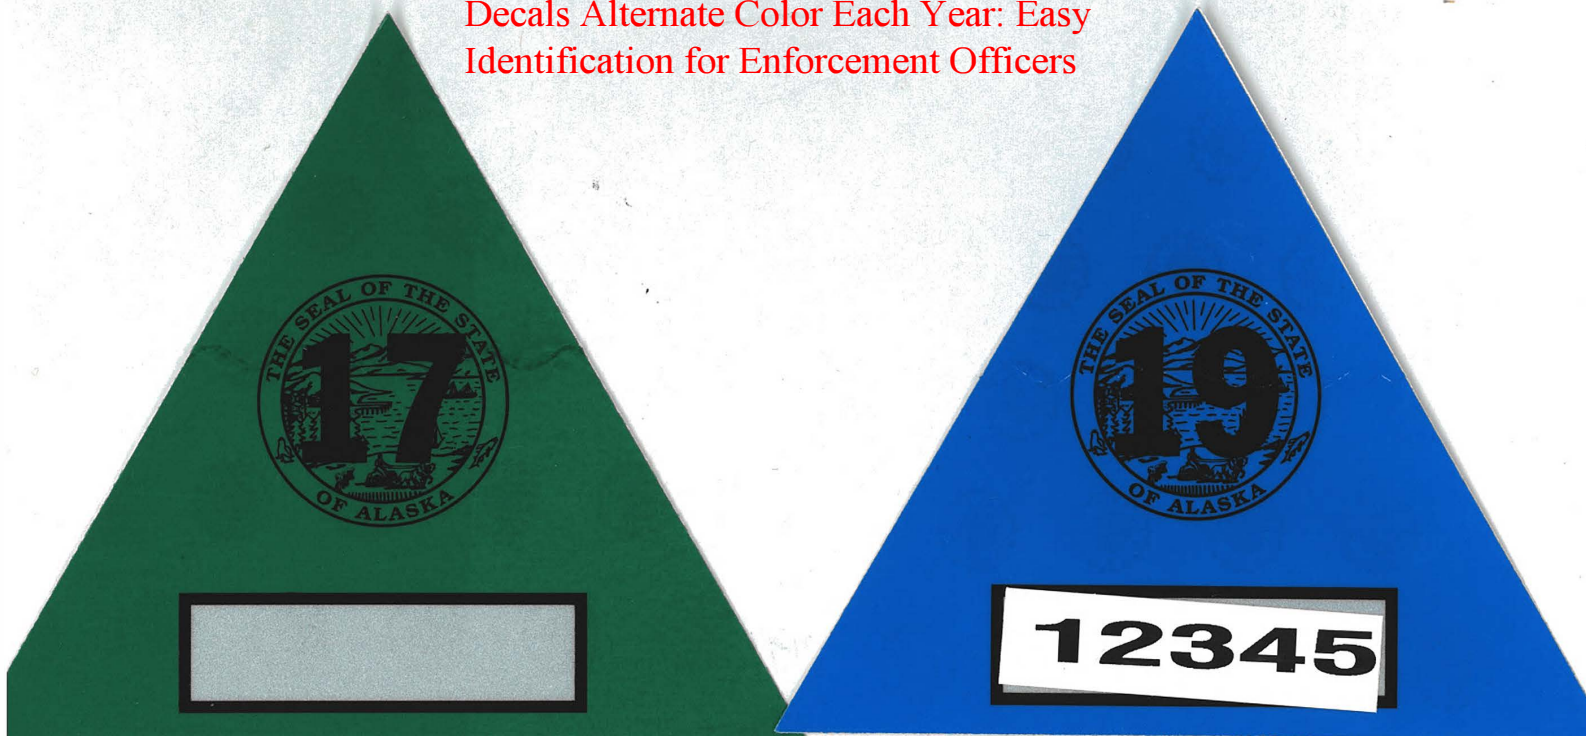 Decals Alternate Color Each Year: Easy
Identification for Enforcement Officers
THE SEAL OF THE STATE
17
OF ALASKA
THE SEAL OF THE STATE
19
OF ALASKA
12345